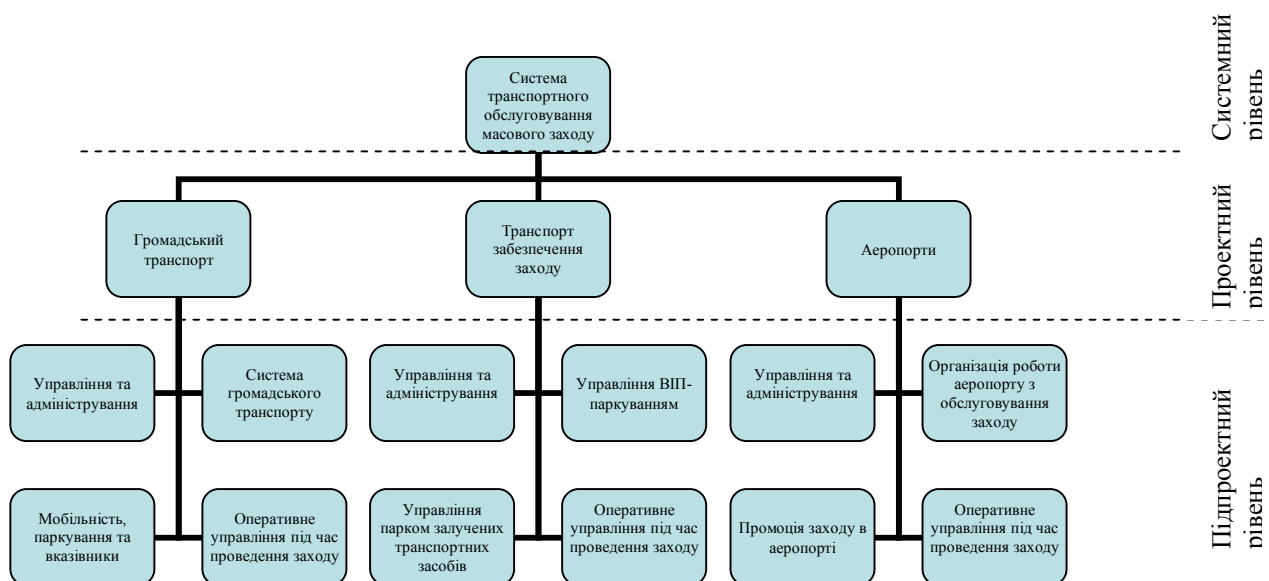 Система
транспортного
обслуговування
масового заходу
Системний
рівень
Громадський
транспорт
Транспорт
забезпечення
заходу
Аеропорти
Проектний
рівень
Управління та
адміністрування
Система
громадського
транспорту
Управління та
адміністрування
Управління ВІП-
паркуванням
Управління та
адміністрування
Організація роботи
аеропорту з
обслуговування
заходу
Мобільність,
паркування та
вказівники
Оперативне
управління під час
проведення заходу
Управління
парком залучених
транспортних
засобів
Оперативне
управління під час
проведення заходу
Промоція заходу в
аеропорті
Оперативне
управління під час
проведення заходу
Підпроектний
рівень